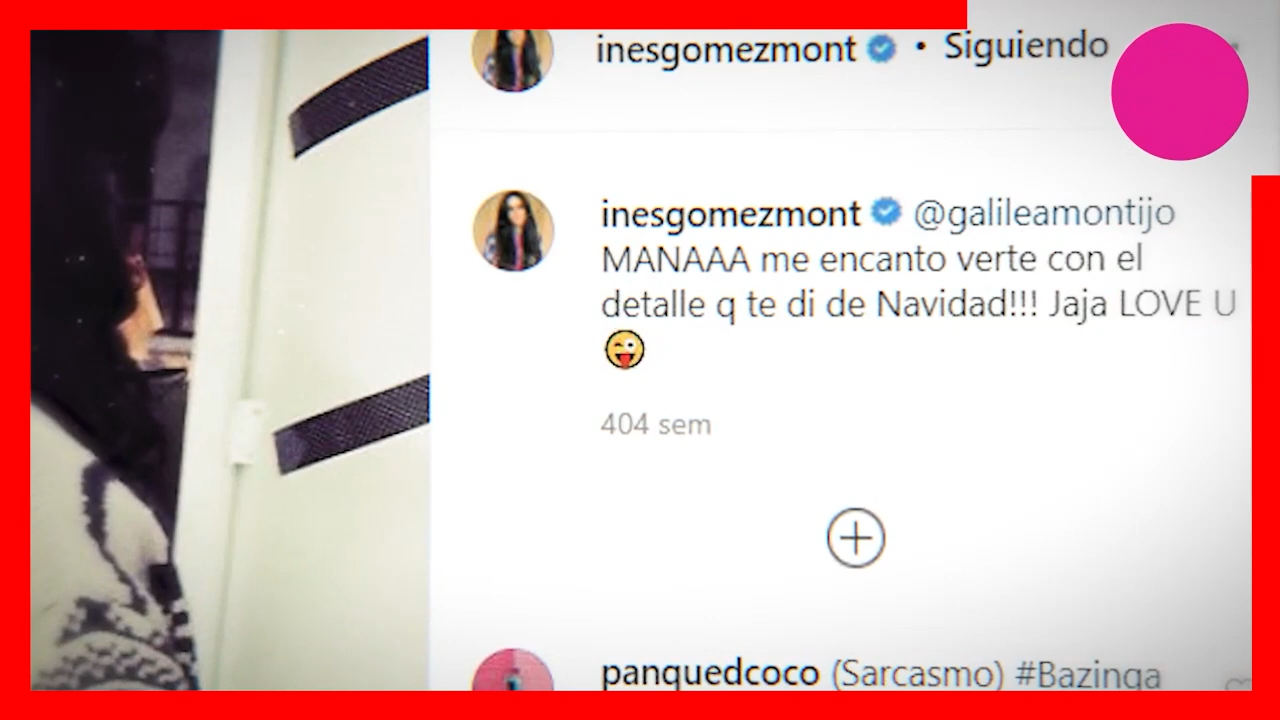 inesgomezmont • Siguiendo
inesgomezmont @galileamontijo
MANAAA me encanto verte con el
detalle q te di de Navidad!!! Jaja LOVE U
😜
404 sem
panquedcoco (Sarcasmo) #Bazinga